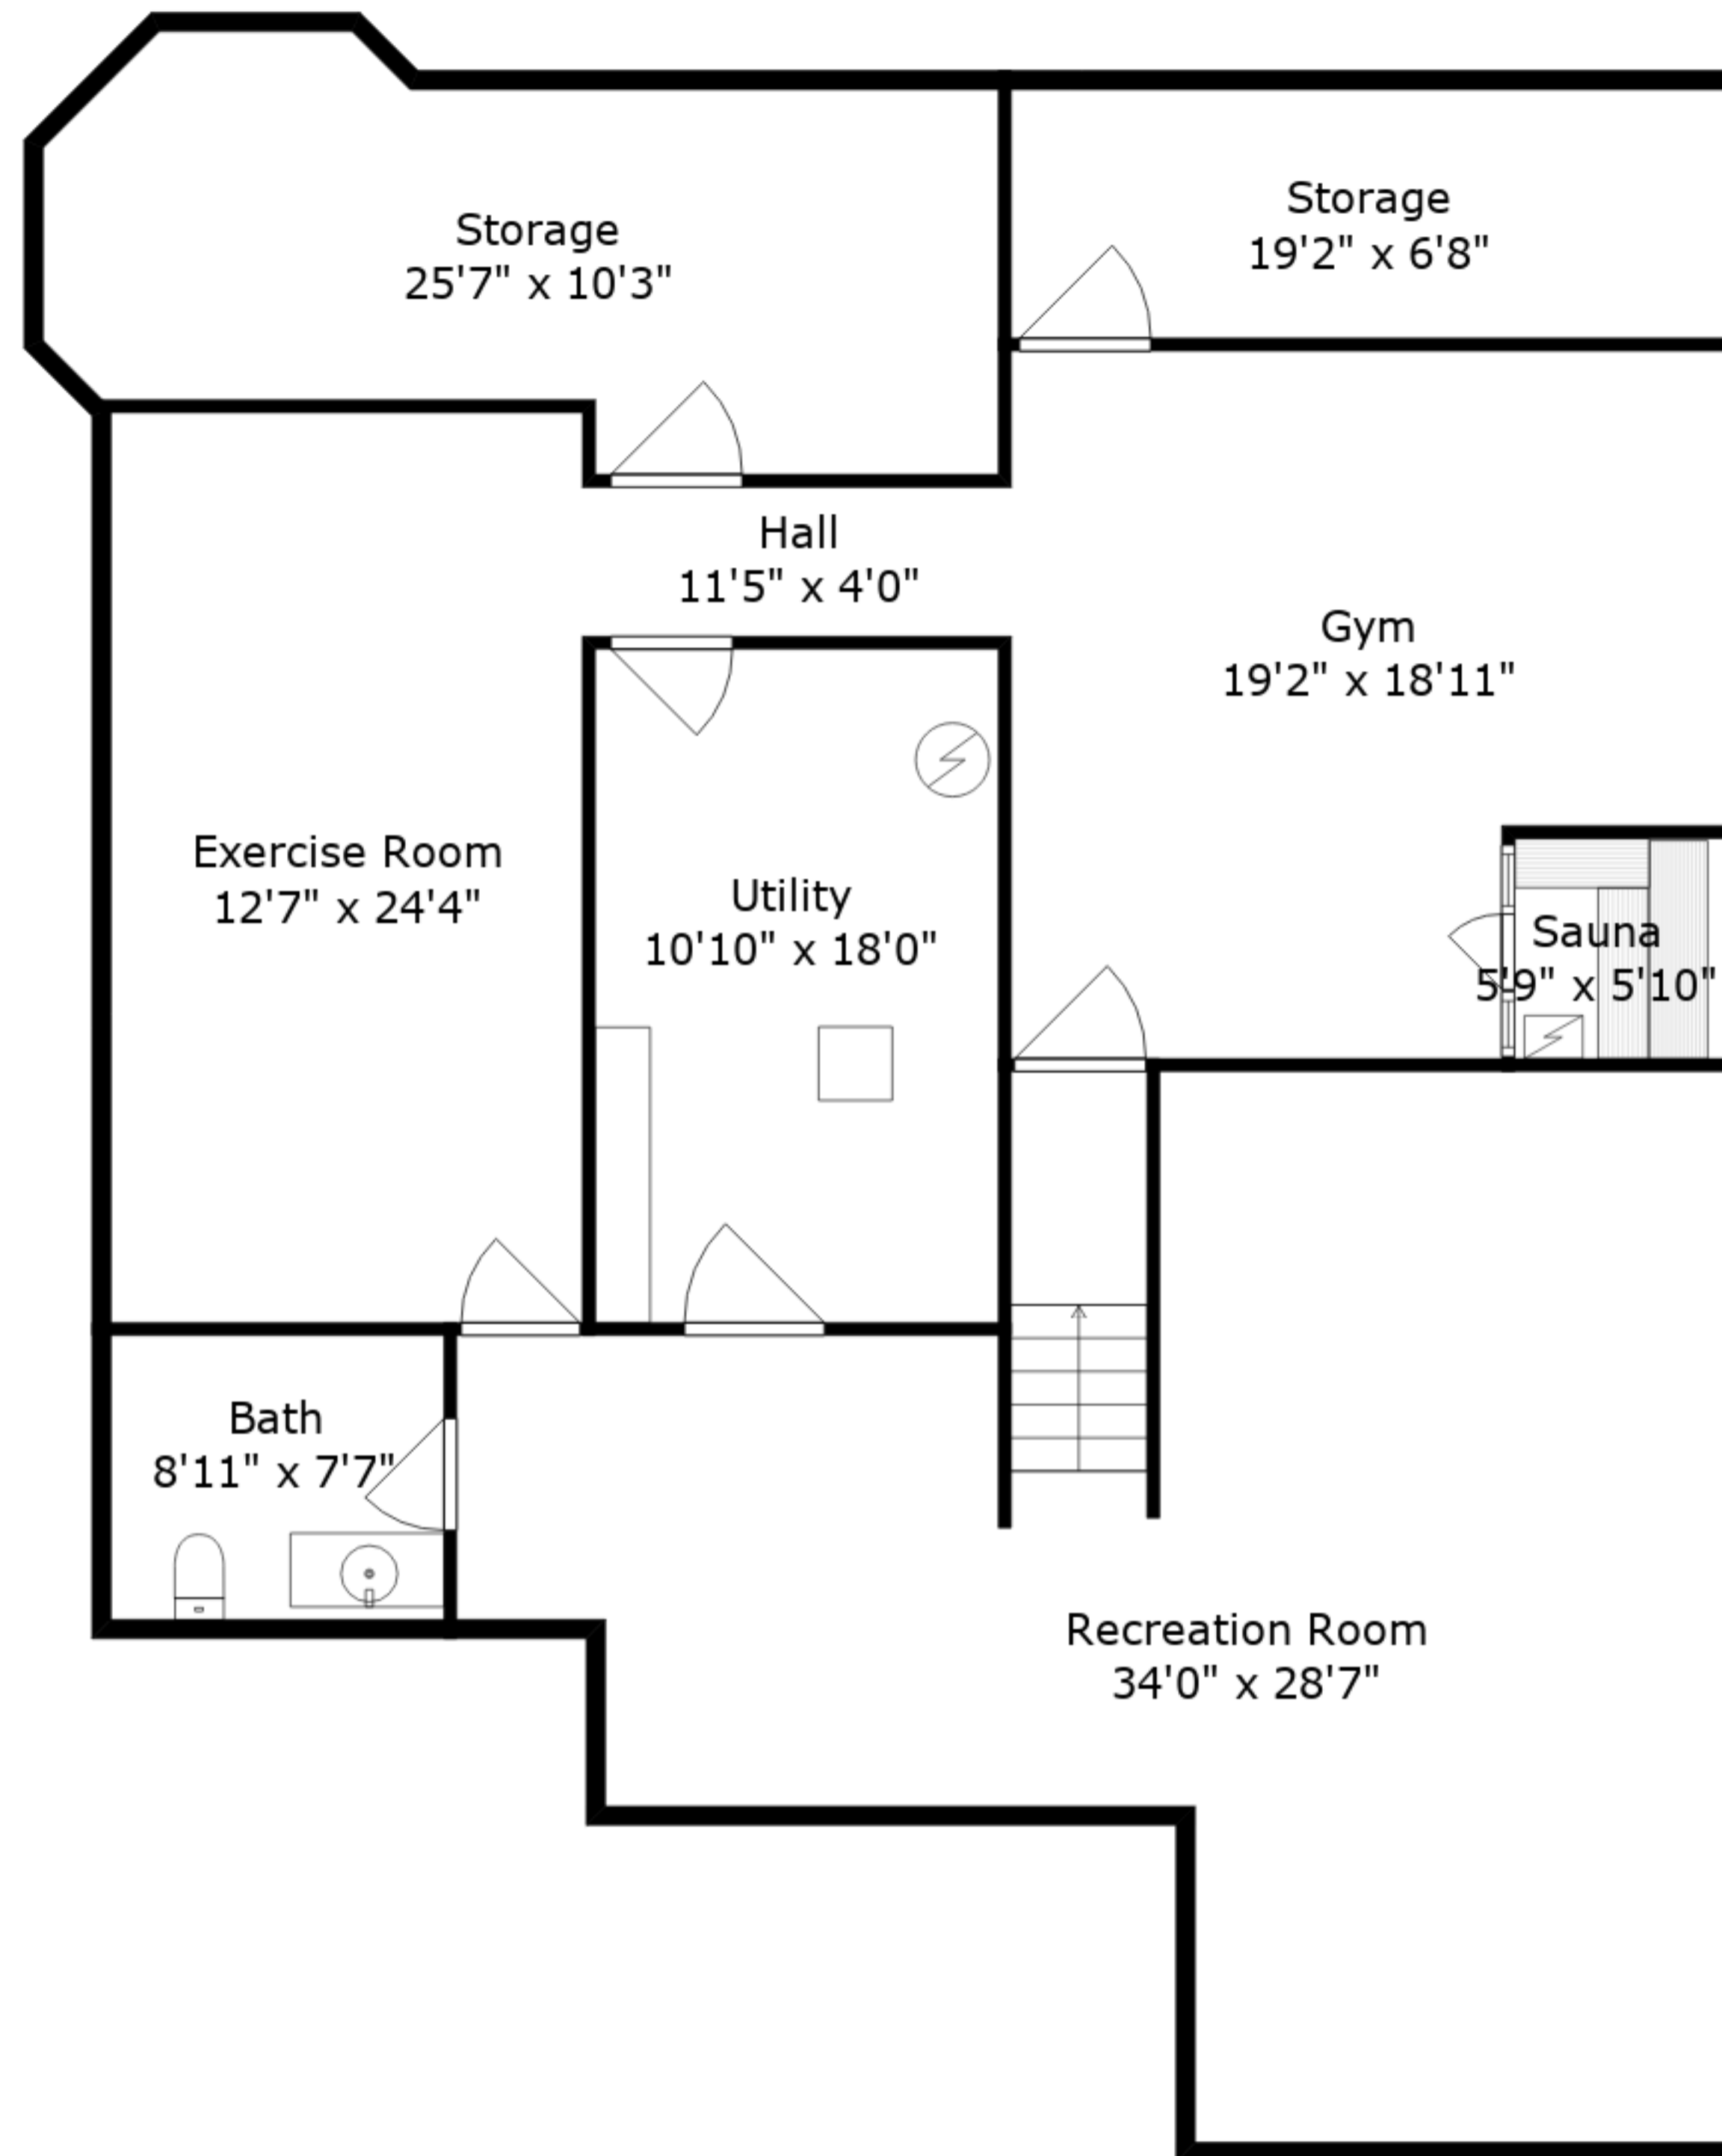 Storage
25'7" x 10'3"
Storage
19'2" x 6'8"
Hall
11'5" x 4'0"
Gym
19'2" x 18'11"
Exercise Room
12'7" x 24'4"
Utility
10'10" x 18'0"
Sauna
5'9" x 5'10"
Bath
8'11" x 7'7"
Recreation Room
34'0" x 28'7"